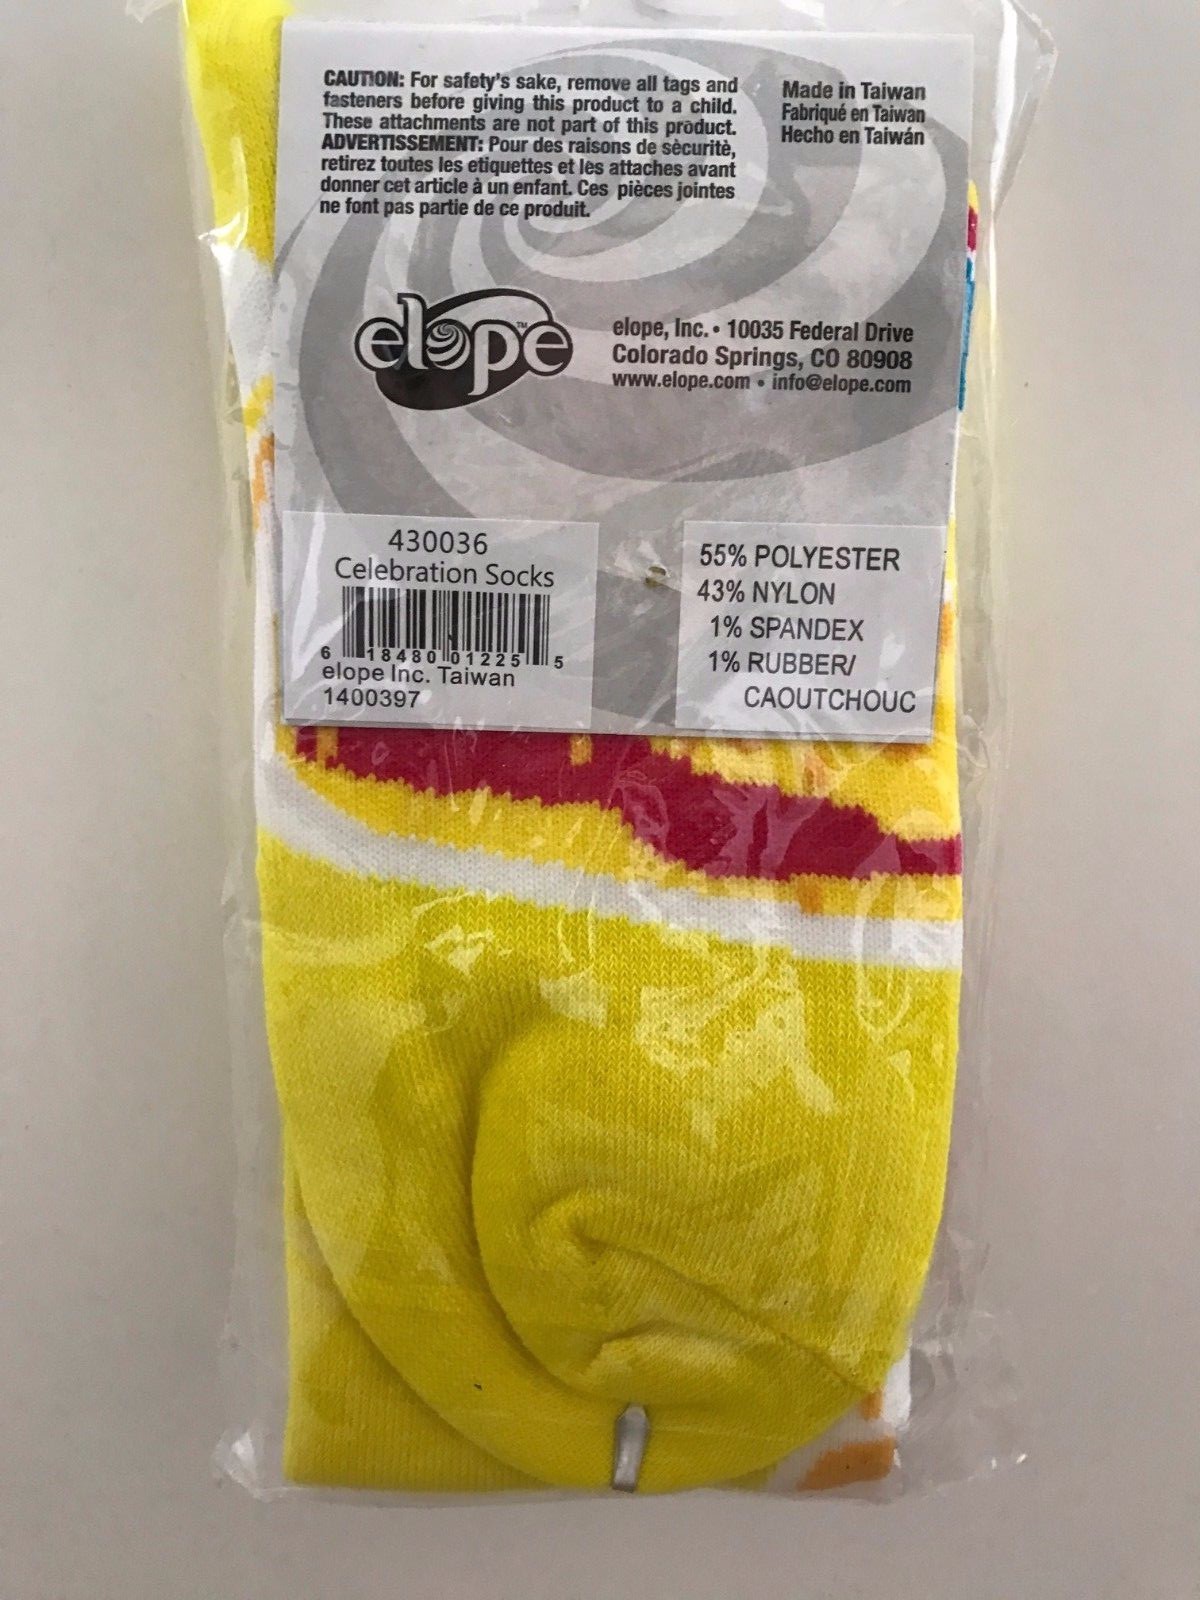 CAUTION: For safety's sake, remove all tags and
fasteners before giving this product to a child.
These attachments are not part of this product.
ADVERTISSEMENT: Pour des raisons de sècuritè,
retirez toutes les etiquettes et lès attaches avant
donner cet article à un enfant. Ces pièces jointes
ne font pas partie de ce produit.
Made in Taiwan
Fabriqué en Taiwan
Hecho en Taiwán
elope™
elope, Inc. • 10035 Federal Drive
Colorado Springs, CO 80908
www.elope.com • info@elope.com
430036
Celebration Socks
6 18480 01225 5
elope Inc. Taiwan
1400397
55% POLYESTER
43% NYLON
1% SPANDEX
1% RUBBER/
CAOUTCHOUC